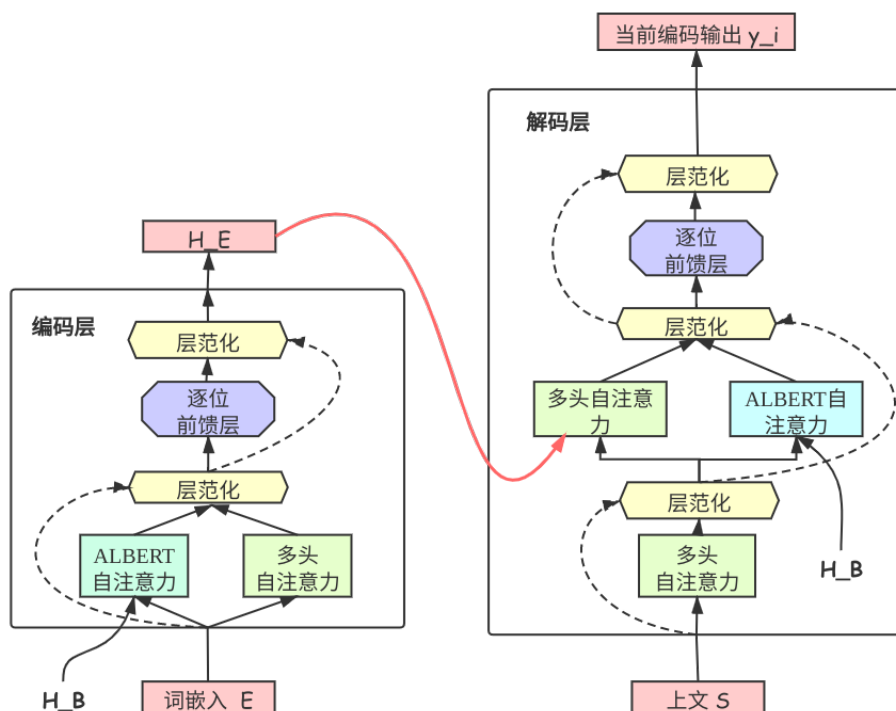 当前编码输出 y_i
解码层
层范化
逐位
前馈层
层范化
多头自注意
力
ALBERT自
注意力
层范化
多头
自注意力
H_B
上文 S
H_E
编码层
层范化
逐位
前馈层
层范化
ALBERT
自注意力
多头
自注意力
H_B
词嵌入 E